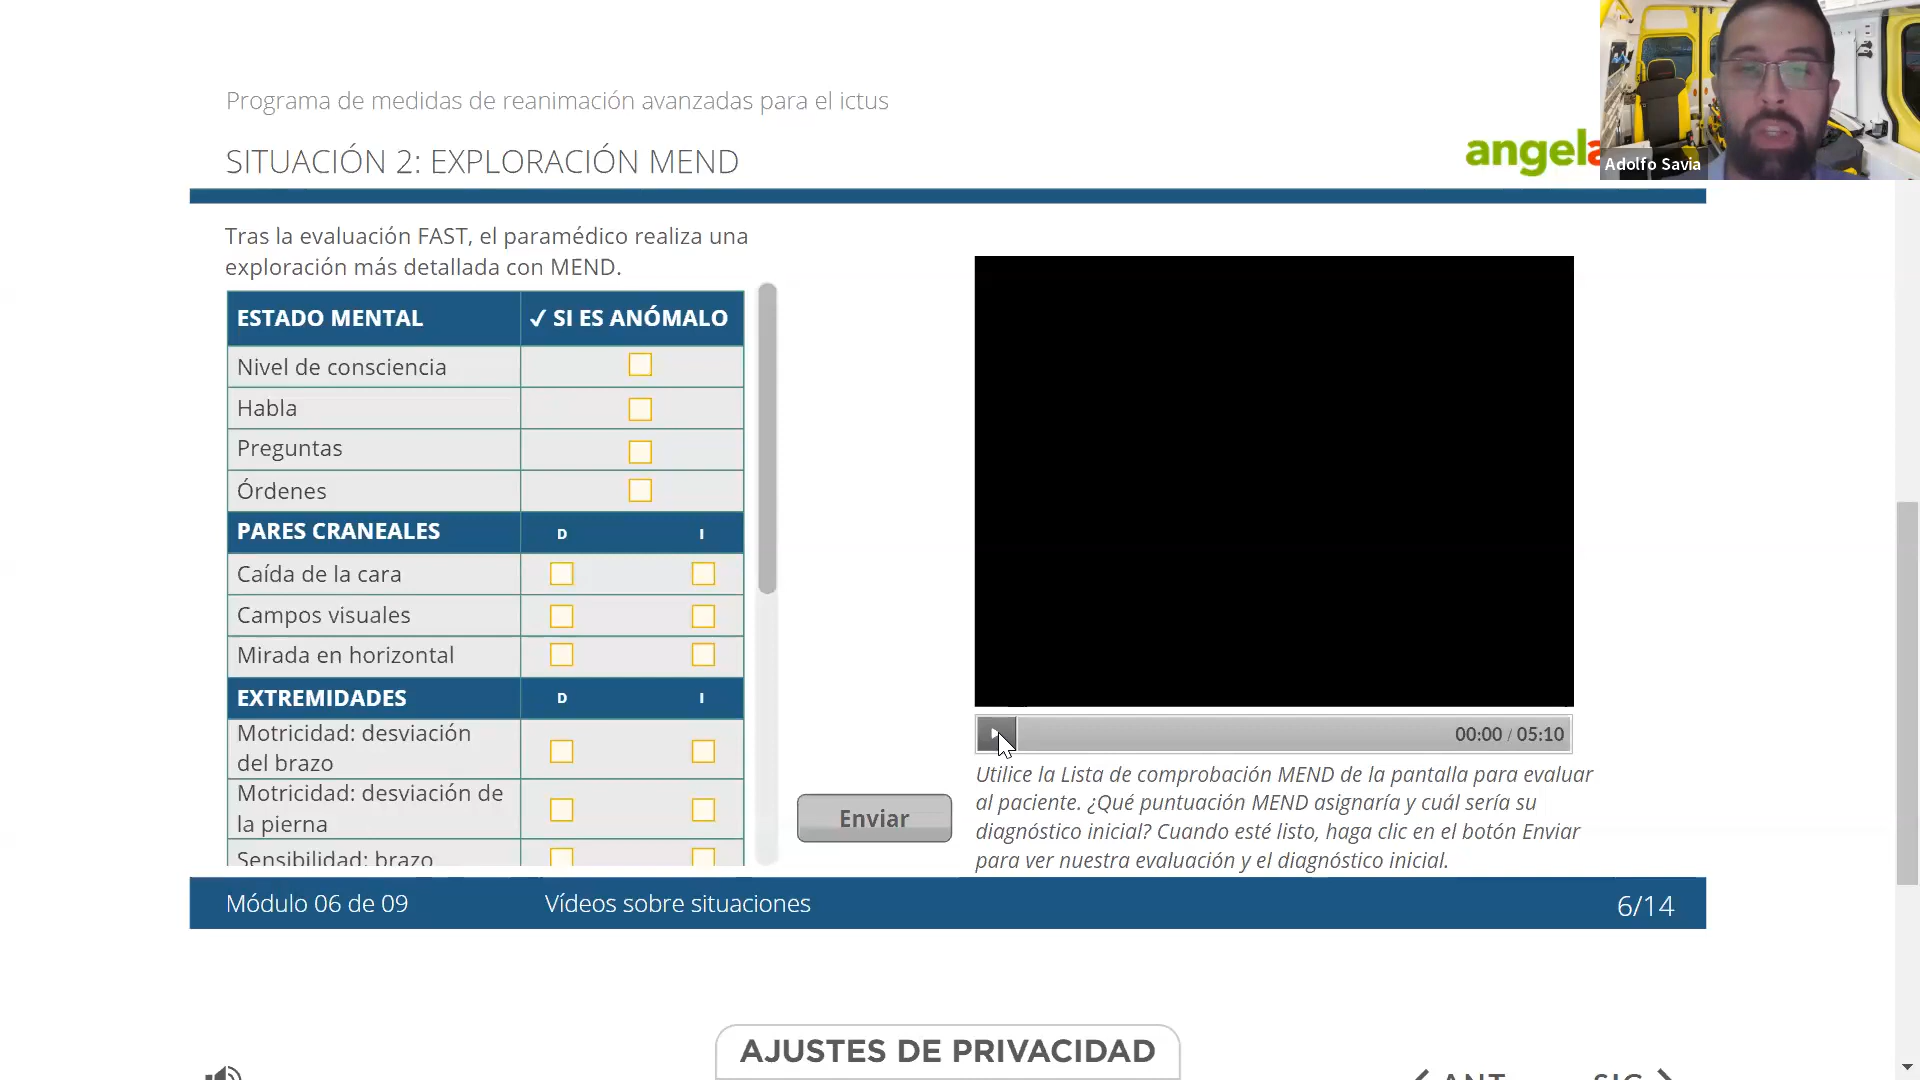 Programa de medidas de reanimación avanzadas para el ictus
SITUACIÓN 2: EXPLORACIÓN MEND
angela
Adolfo Savia
Tras la evaluación FAST, el paramédico realiza una
exploración más detallada con MEND.
ESTADO MENTAL ✓ SI ES ANÓMALO
Nivel de consciencia
Habla
Preguntas
Órdenes
PARES CRANEALES D I
Caída de la cara
Campos visuales
Mirada en horizontal
EXTREMIDADES D I
Motricidad: desviación
del brazo
Motricidad: desviación de
la pierna
Sensibilidad: brazo
Enviar
00:00 / 05:10
Utilice la Lista de comprobación MEND de la pantalla para evaluar
al paciente. ¿Qué puntuación MEND asignaría y cuál sería su
diagnóstico inicial? Cuando esté listo, haga clic en el botón Enviar
para ver nuestra evaluación y el diagnóstico inicial.
Módulo 06 de 09 Vídeos sobre situaciones 6/14
AJUSTES DE PRIVACIDAD
ANT SIG